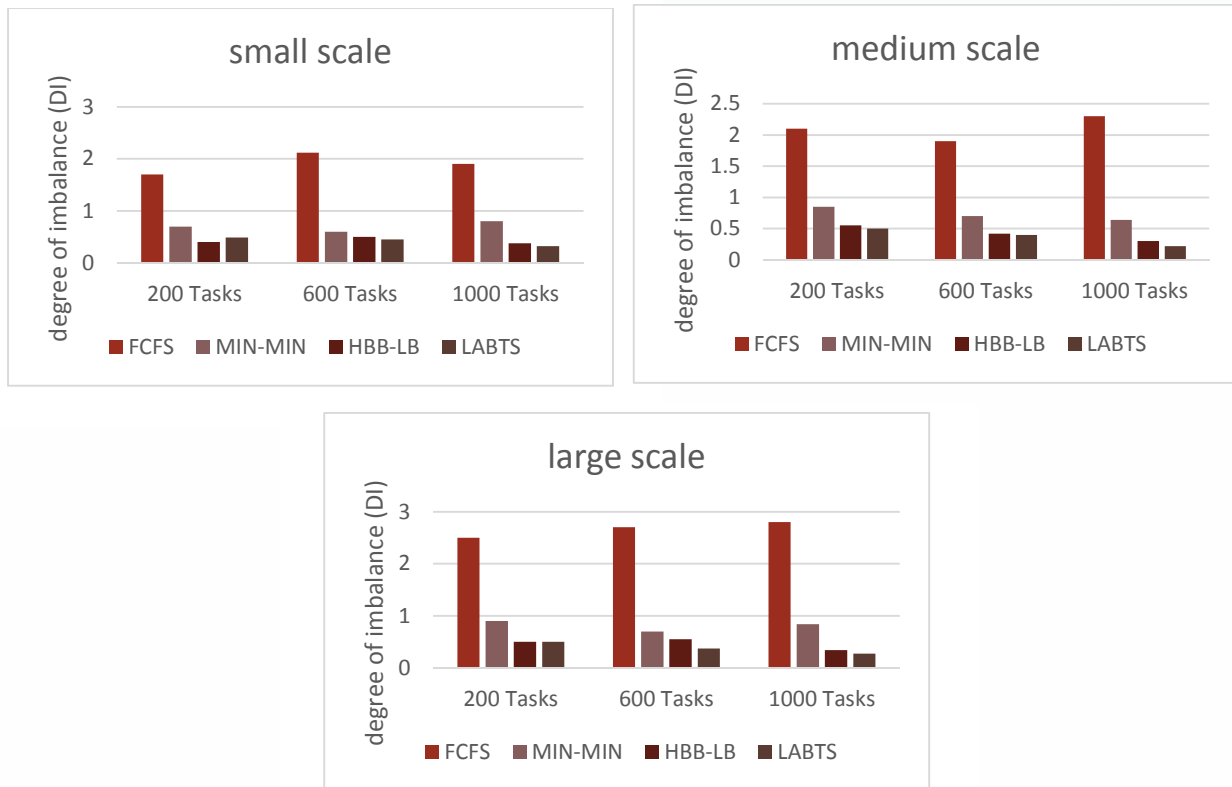 small scale
degree of imbalance (DI)
3
2
1
0
200 Tasks 600 Tasks 1000 Tasks
FCFS MIN-MIN HBB-LB LABTS
medium scale
degree of imbalance (DI)
2.5
2
1.5
1
0.5
0
200 Tasks 600 Tasks 1000 Tasks
FCFS MIN-MIN HBB-LB LABTS
large scale
degree of imbalance (DI)
3
2
1
0
200 Tasks 600 Tasks 1000 Tasks
FCFS MIN-MIN HBB-LB LABTS